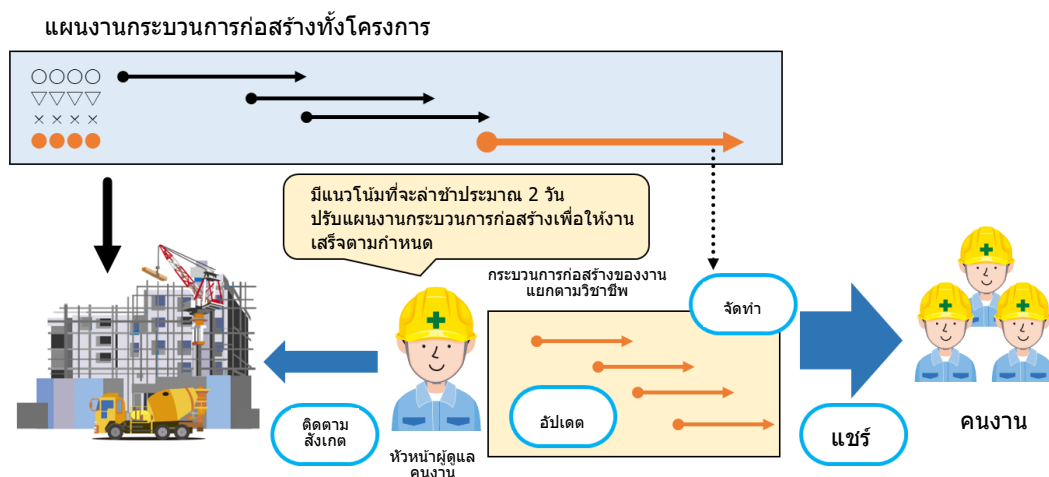 แผนงานกระบวนการก่อสร้างทั้งโครงการ
○○○○
▽▽▽▽
××××
●●●●
มีแนวโน้มที่จะล่าช้าประมาณ 2 วัน
ปรับแผนงานกระบวนการก่อสร้างเพื่อให้งาน
เสร็จตามกำหนด
กระบวนการก่อสร้างของงาน
แยกตามวิชาชีพ
จัดทำ
อัปเดต
ติดตาม
สังเกต
หัวหน้าผู้ดูแล
คนงาน
แชร์
คนงาน